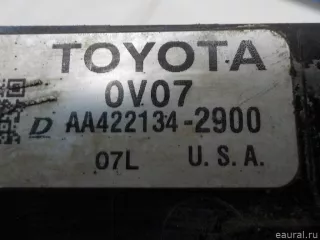 TOYOTA
0V07
D AA422134-2900
07L U.S.A.
eaural.ru